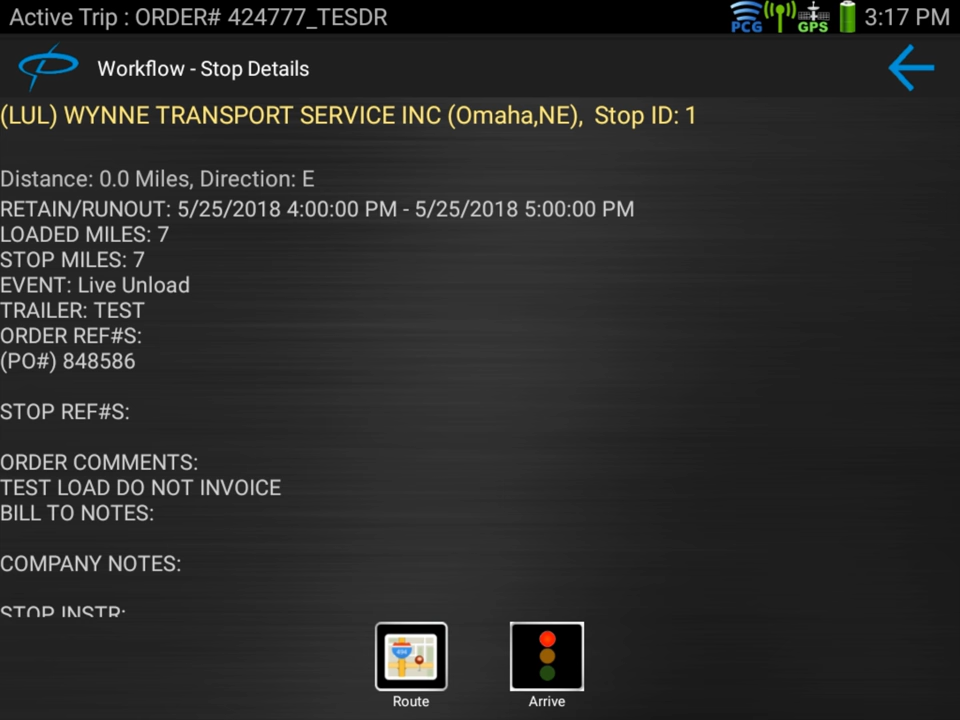 Active Trip : ORDER# 424777_TESDR
PCG GPS 3:17 PM
Workflow - Stop Details
(LUL) WYNNE TRANSPORT SERVICE INC (Omaha,NE),  Stop ID: 1
Distance: 0.0 Miles, Direction: E
RETAIN/RUNOUT: 5/25/2018 4:00:00 PM - 5/25/2018 5:00:00 PM
LOADED MILES: 7
STOP MILES: 7
EVENT: Live Unload
TRAILER: TEST
ORDER REF#S:
(PO#) 848586
STOP REF#S:
ORDER COMMENTS:
TEST LOAD DO NOT INVOICE
BILL TO NOTES:
COMPANY NOTES:
STOP INSTR:
Route
Arrive